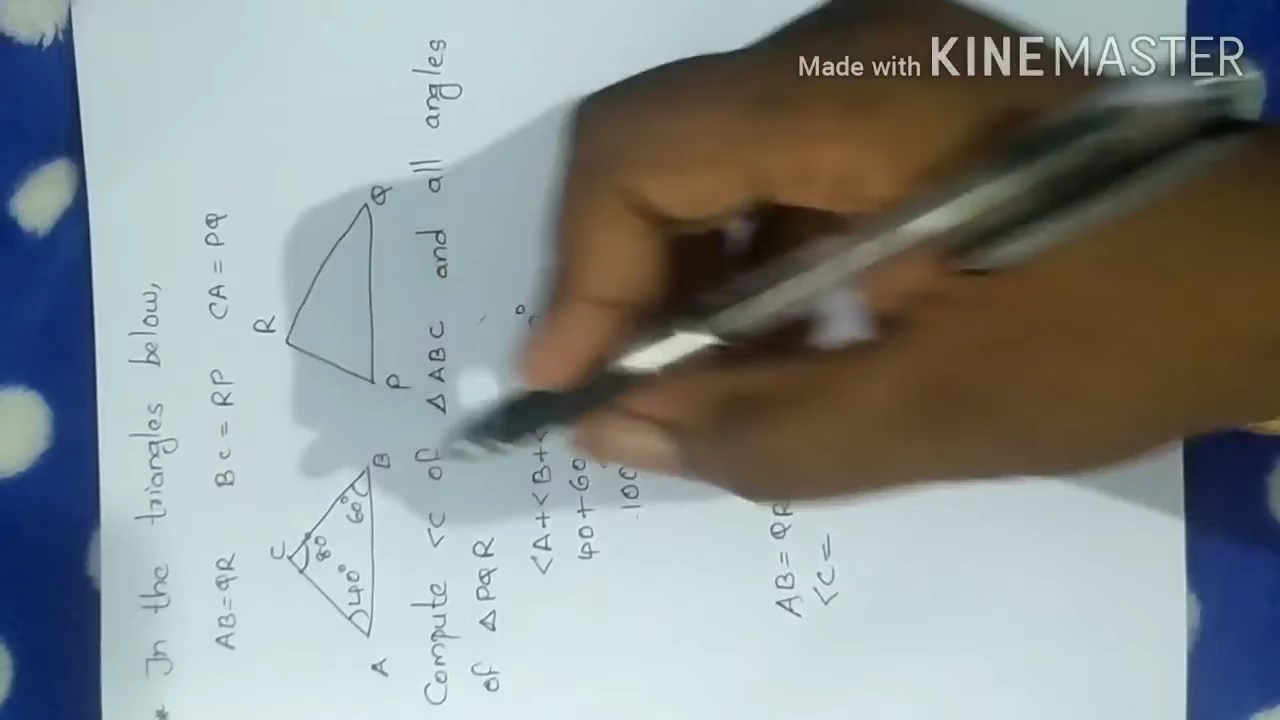 Made with KINEMASTER
* In the triangles below,
AB = QR BC = RP CA = PQ
C
80°
40°
60°
A
B
R
P
Q
Compute <C of △ABC and all angles
of △PQR
<A+<B+<
40+60
100
AB = QR
<C =